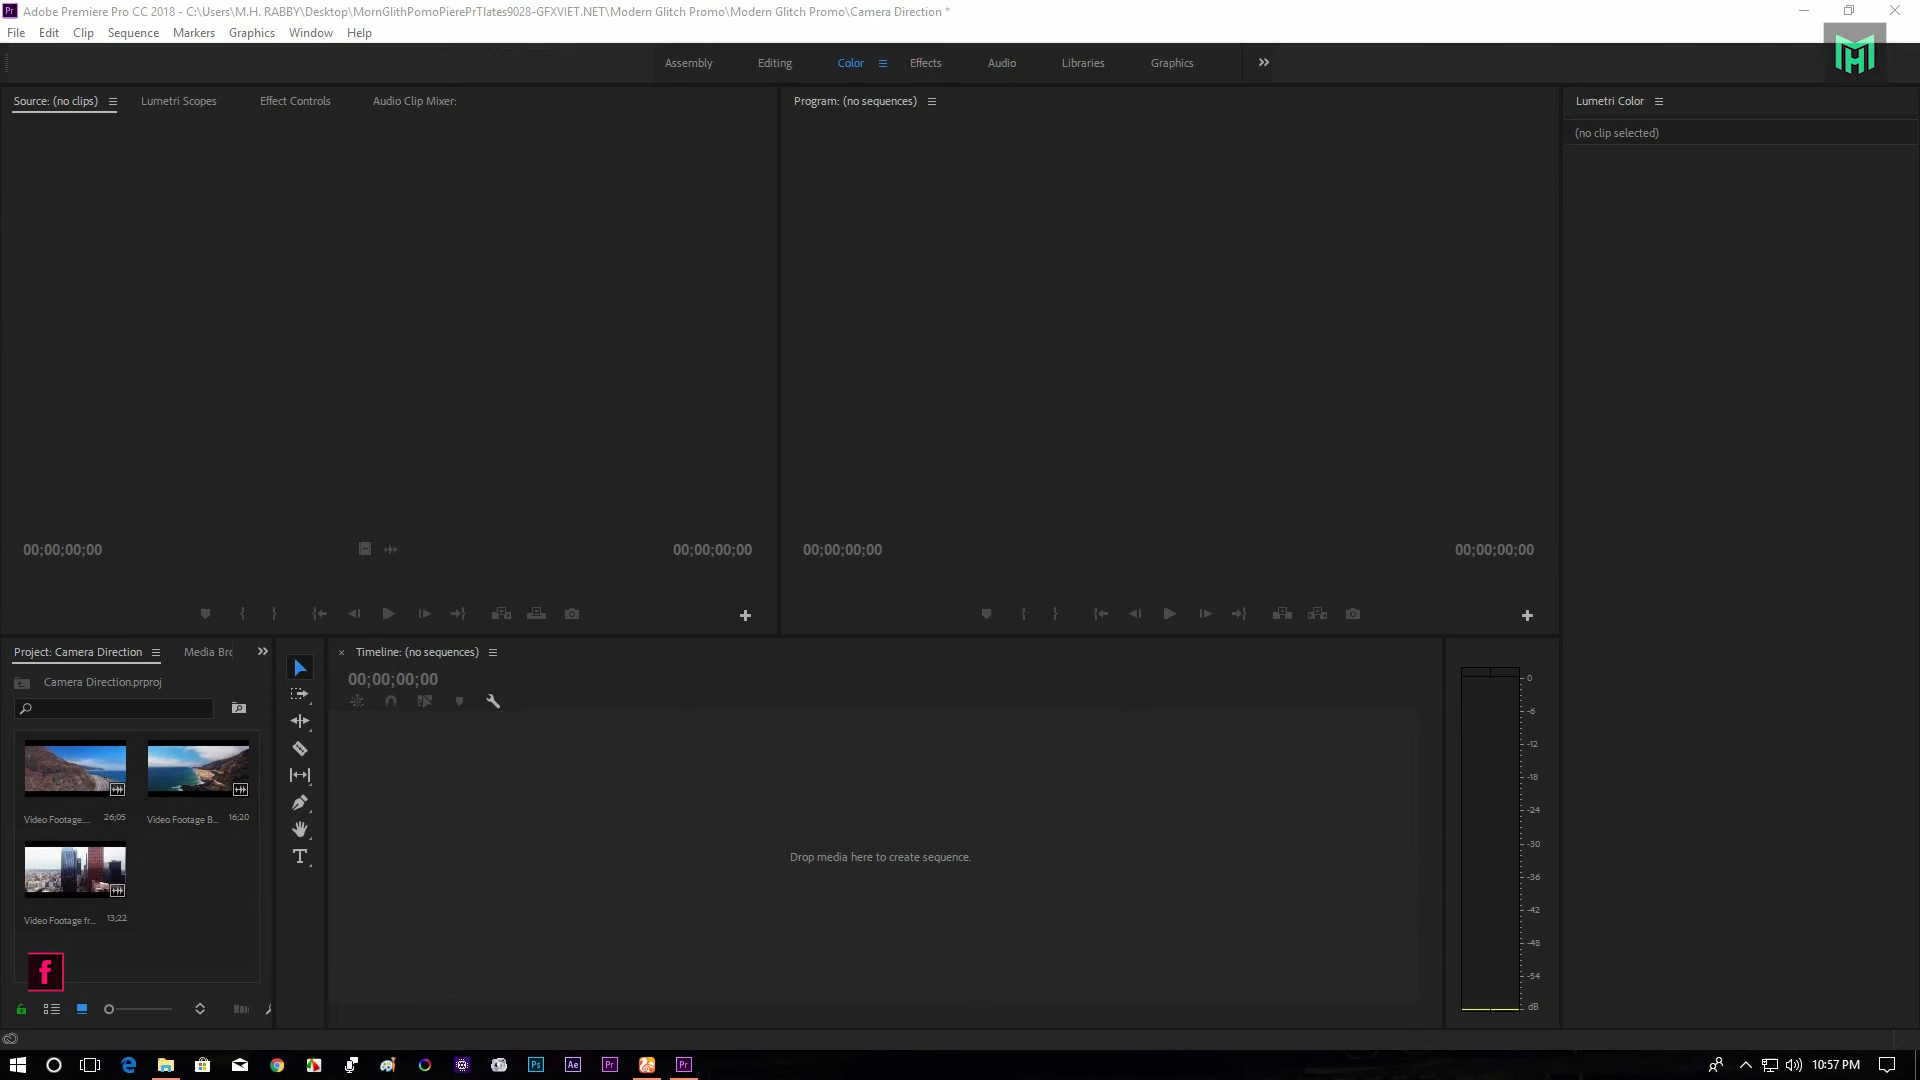 Pr Adobe Premiere Pro CC 2018 - C:\Users\M.H. RABBY\Desktop\MornGlithPomoPierePrTlates9028-GFXVIET.NET\Modern Glitch Promo\Modern Glitch Promo\Camera Direction *
File Edit Clip Sequence Markers Graphics Window Help
Assembly Editing Color Effects Audio Libraries Graphics
Source: (no clips) Lumetri Scopes Effect Controls Audio Clip Mixer: Program: (no sequences) Lumetri Color
(no clip selected)
00;00;00;00 00;00;00;00 00;00;00;00 00;00;00;00
Project: Camera Direction Media Bro Timeline: (no sequences)
Camera Direction.prproj
00;00;00;00
Video Footage... 26;05 Video Footage B... 16;20
Video Footage fr... 13;22
Drop media here to create sequence.
0
-6
-12
-18
-24
-30
-36
-42
-48
-54
dB
f
Ps Ae Pr Pr 10:57 PM